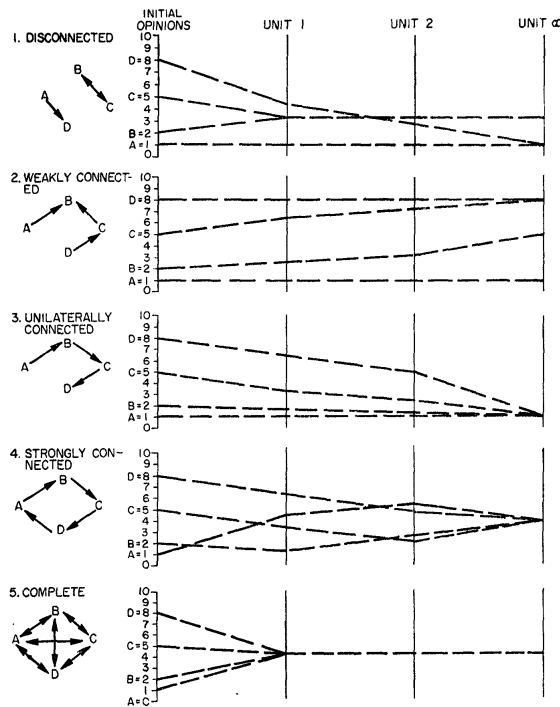 INITIAL OPINIONS UNIT 1 UNIT 2 UNIT ∞
1. DISCONNECTED
A B C D
10
9
D=8
7
6
C=5
4
3
B=2
A=1
0
2. WEAKLY CONNECT-
ED
A B C D
10
9
D=8
7
6
C=5
4
3
B=2
A=1
0
3. UNILATERALLY
CONNECTED
A B C D
10
9
D=8
7
6
C=5
4
3
B=2
A=1
0
4. STRONGLY CON-
NECTED
A B C D
10
9
D=8
7
6
C=5
4
3
B=2
A=1
0
5. COMPLETE
A B C D
10
9
D=8
7
6
C=5
4
3
B=2
1
A=C